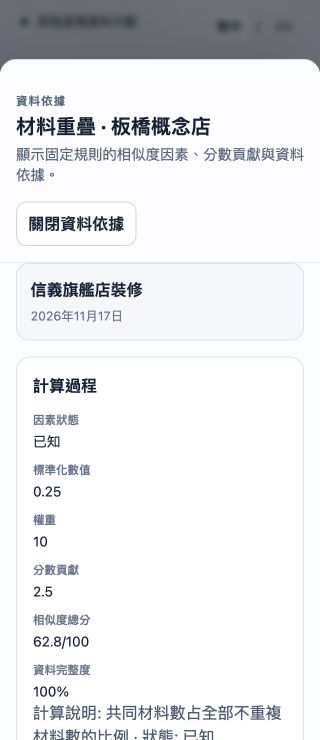 資料依據
材料重疊 · 板橋概念店
顯示固定規則的相似度因素、分數貢獻與資料
依據。
關閉資料依據
信義旗艦店裝修
2026年11月17日
計算過程
因素狀態
已知
標準化數值
0.25
權重
10
分數貢獻
2.5
相似度總分
62.8/100
資料完整度
100%
計算說明: 共同材料數占全部不重複
材料數的比例 · 狀態: 已知